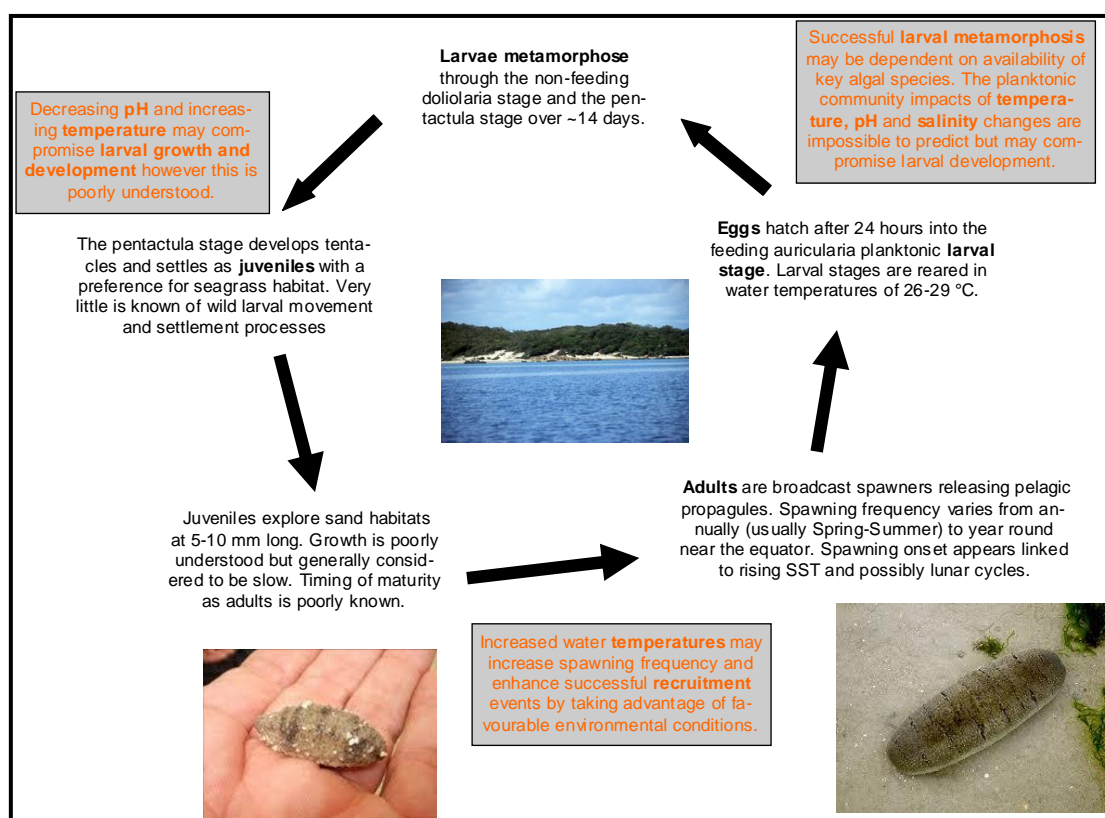 Larvae metamorphose
through the non-feeding
doliolaria stage and the pen-
tactula stage over ~14 days.
Successful larval metamorphosis
may be dependent on availability of
key algal species. The planktonic
community impacts of tempera-
ture, pH and salinity changes are
impossible to predict but may com-
promise larval development.
Decreasing pH and increas-
ing temperature may com-
promise larval growth and
development however this is
poorly understood.
Eggs hatch after 24 hours into the
feeding auricularia planktonic larval
stage. Larval stages are reared in
water temperatures of 26-29 °C.
The pentactula stage develops tenta-
cles and settles as juveniles with a
preference for seagrass habitat. Very
little is known of wild larval movement
and settlement processes
Adults are broadcast spawners releasing pelagic
propagules. Spawning frequency varies from an-
nually (usually Spring-Summer) to year round
near the equator. Spawning onset appears linked
to rising SST and possibly lunar cycles.
Juveniles explore sand habitats
at 5-10 mm long. Growth is poorly
understood but generally consid-
ered to be slow. Timing of maturity
as adults is poorly known.
Increased water temperatures may
increase spawning frequency and
enhance successful recruitment
events by taking advantage of fa-
vourable environmental conditions.